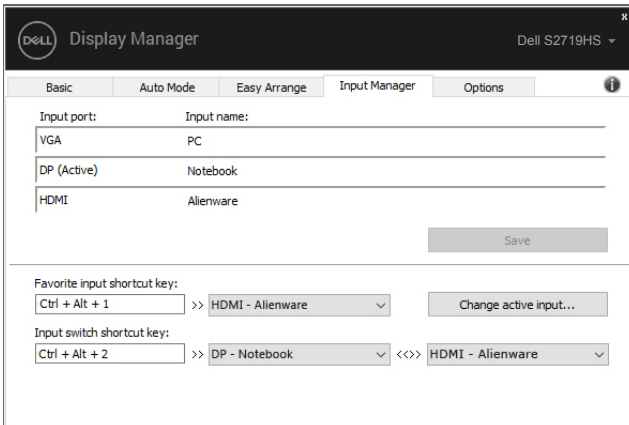 x
DELL Display Manager Dell S2719HS
Basic Auto Mode Easy Arrange Input Manager Options i
Input port: Input name:
VGA PC
DP (Active) Notebook
HDMI Alienware
Save
Favorite input shortcut key:
Ctrl + Alt + 1 >> HDMI - Alienware Change active input...
Input switch shortcut key:
Ctrl + Alt + 2 >> DP - Notebook <<>> HDMI - Alienware